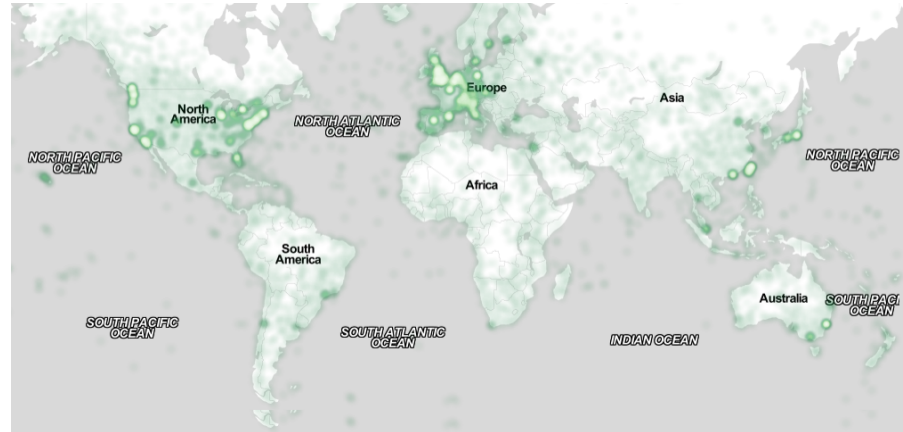 Europe
Asia
North
America
NORTH ATLANTIC
OCEAN
NORTH PACIFIC
OCEAN
NORTH PACIFIC
OCEAN
Africa
South
America
Australia
SOUTH PACI
OCEAN
SOUTH PACIFIC
OCEAN
SOUTH ATLANTIC
OCEAN
INDIAN OCEAN